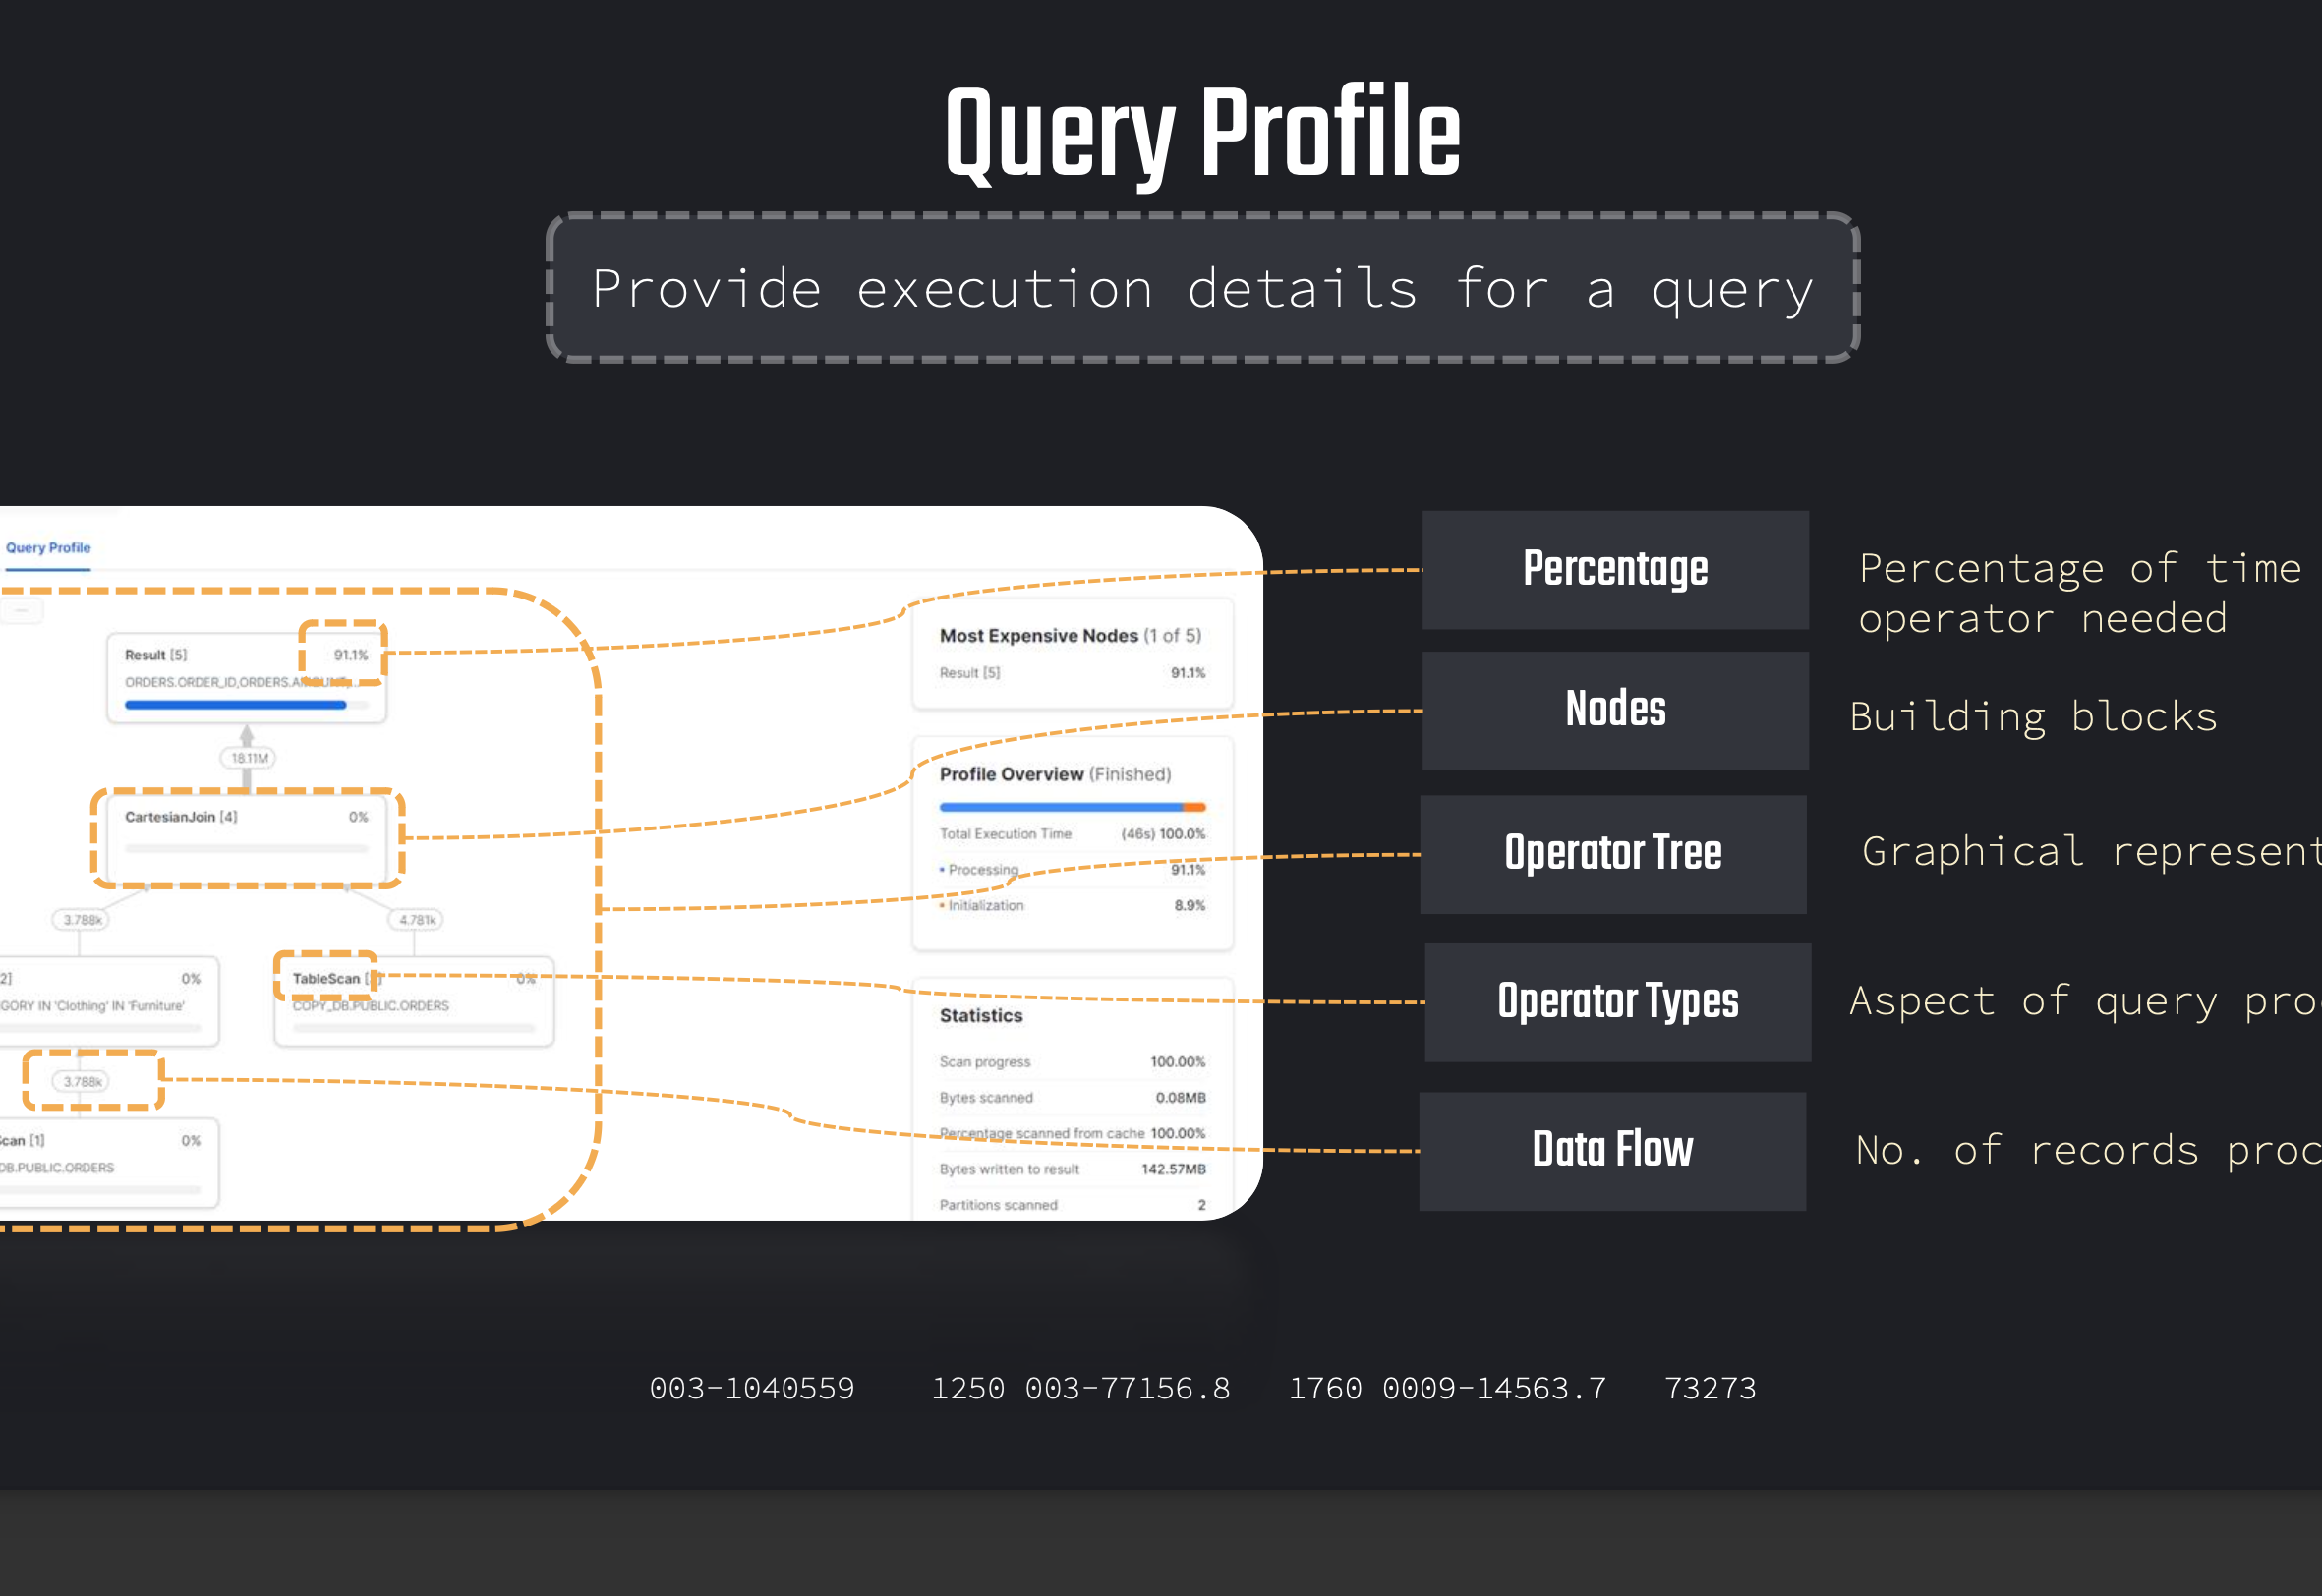 Query Profile
Provide execution details for a query
Query Profile
Result [5] 91.1%
ORDERS.ORDER_ID,ORDERS.AMOUNT,...
18.11M
CartesianJoin [4] 0%
3.788k 4.781k
2] 0%
GORY IN 'Clothing' IN 'Furniture'
TableScan 0%
COPY_DB.PUBLIC.ORDERS
3.788k
can [1] 0%
DB.PUBLIC.ORDERS
Most Expensive Nodes (1 of 5)
Result [5] 91.1%
Profile Overview (Finished)
Total Execution Time (46s) 100.0%
Processing 91.1%
Initialization 8.9%
Statistics
Scan progress 100.00%
Bytes scanned 0.08MB
Percentage scanned from cache 100.00%
Bytes written to result 142.57MB
Partitions scanned 2
Percentage
Percentage of time
operator needed
Nodes
Building blocks
Operator Tree
Graphical represent
Operator Types
Aspect of query pro
Data Flow
No. of records proc
003-1040559 1250 003-77156.8 1760 0009-14563.7 73273